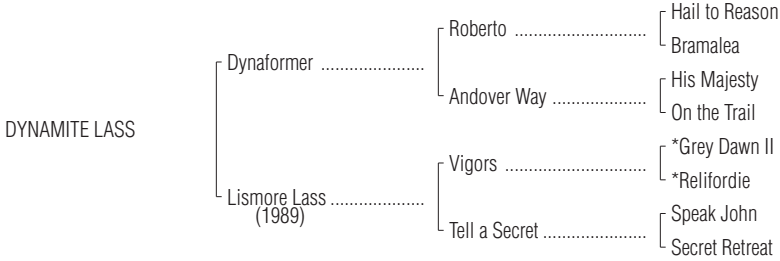 Hail to Reason
Roberto ............................
Bramalea
Dynaformer ......................
His Majesty
Andover Way ....................
On the Trail
DYNAMITE LASS
*Grey Dawn II
Vigors ..............................
*Relifordie
Lismore Lass ....................
(1989)
Speak John
Tell a Secret ......................
Secret Retreat